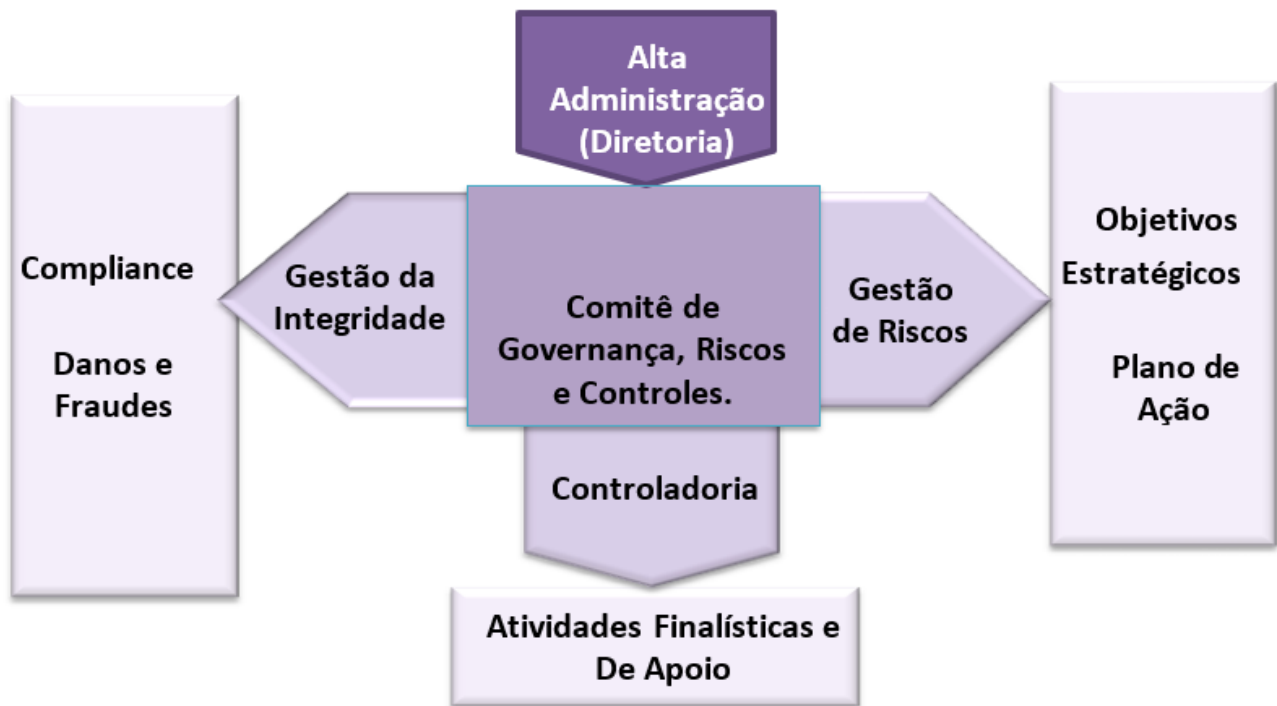 Alta
Administração
(Diretoria)
Compliance
Danos e
Fraudes
Gestão da
Integridade
Comitê de
Governança, Riscos
e Controles.
Gestão
de Riscos
Objetivos
Estratégicos
Plano de
Ação
Controladoria
Atividades Finalísticas e
De Apoio